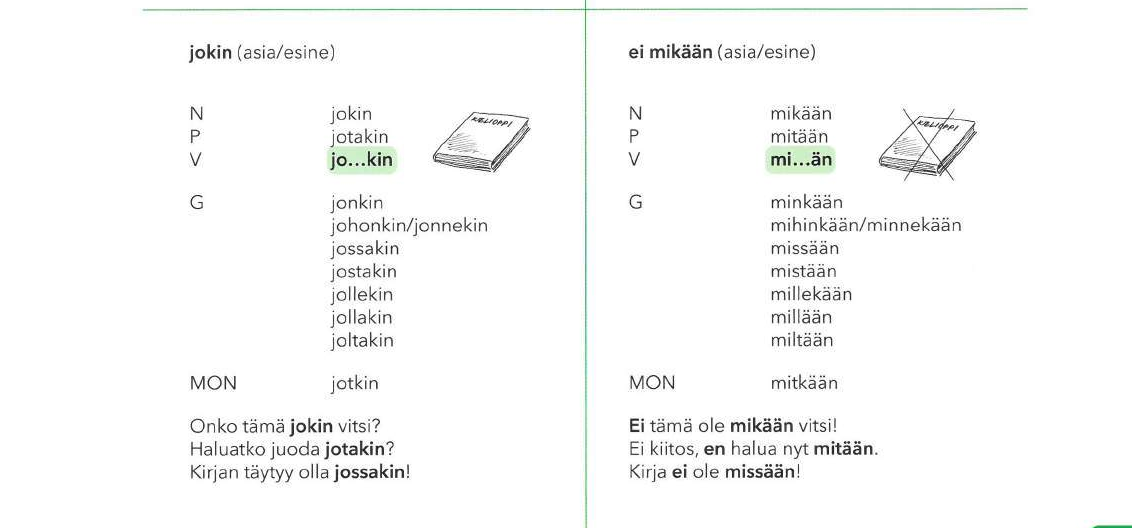 jokin (asia/esine)
N jokin
P jotakin
V jo...kin
G jonkin
johonkin/jonnekin
jossakin
jostakin
jollekin
jollakin
joltakin
MON jotkin
Onko tämä jokin vitsi?
Haluatko juoda jotakin?
Kirjan täytyy olla jossakin!
KIELIOPPI
ei mikään (asia/esine)
N mikään
P mitään
V mi...än
G minkään
mihinkään/minnekään
missään
mistään
millekään
millään
miltään
MON mitkään
Ei tämä ole mikään vitsi!
Ei kiitos, en halua nyt mitään.
Kirja ei ole missään!
KIELIOPPI